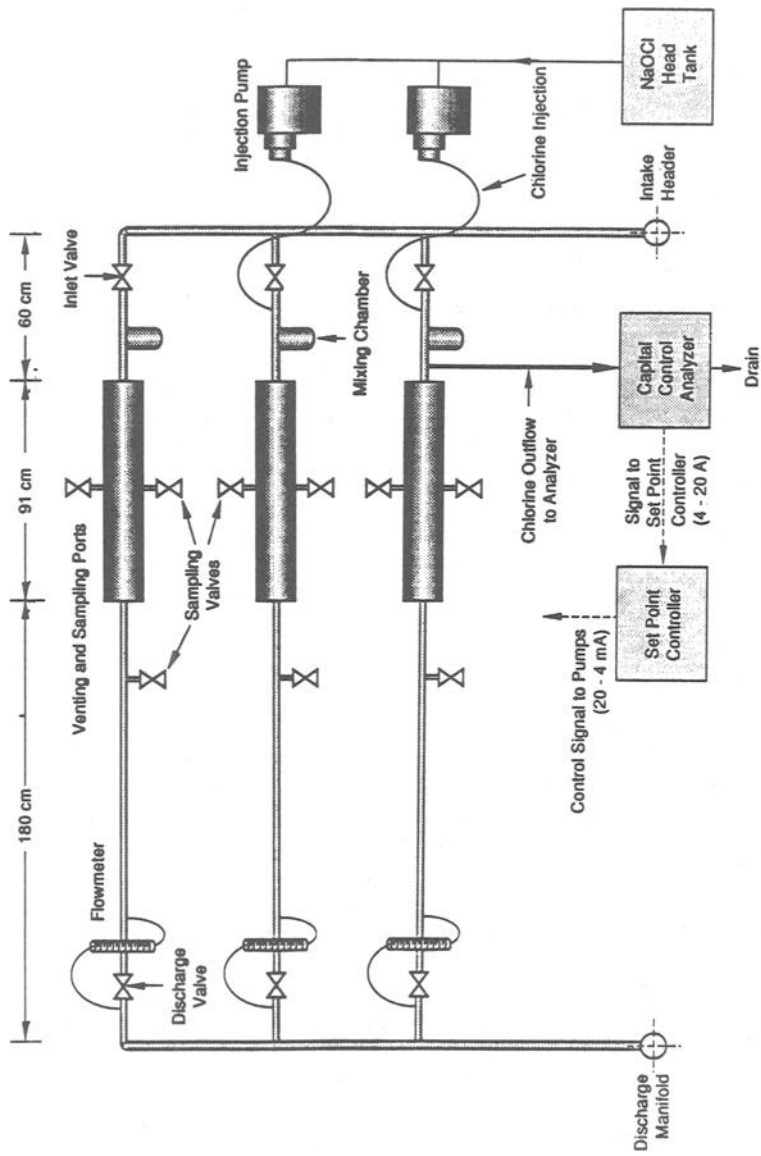 180 cm
91 cm
60 cm
Inlet Valve
Injection Pump
Venting and Sampling Ports
Flowmeter
Discharge
Valve
Sampling
Valves
Mixing Chamber
Chlorine Injection
Chlorine Outflow
to Analyzer
Control Signal to Pumps
(20 - 4 mA)
Signal to
Set Point
Controller
(4 - 20 A)
Set Point
Controller
Capital
Control
Analyzer
Drain
Intake
Header
NaOCl
Head
Tank
Discharge
Manifold